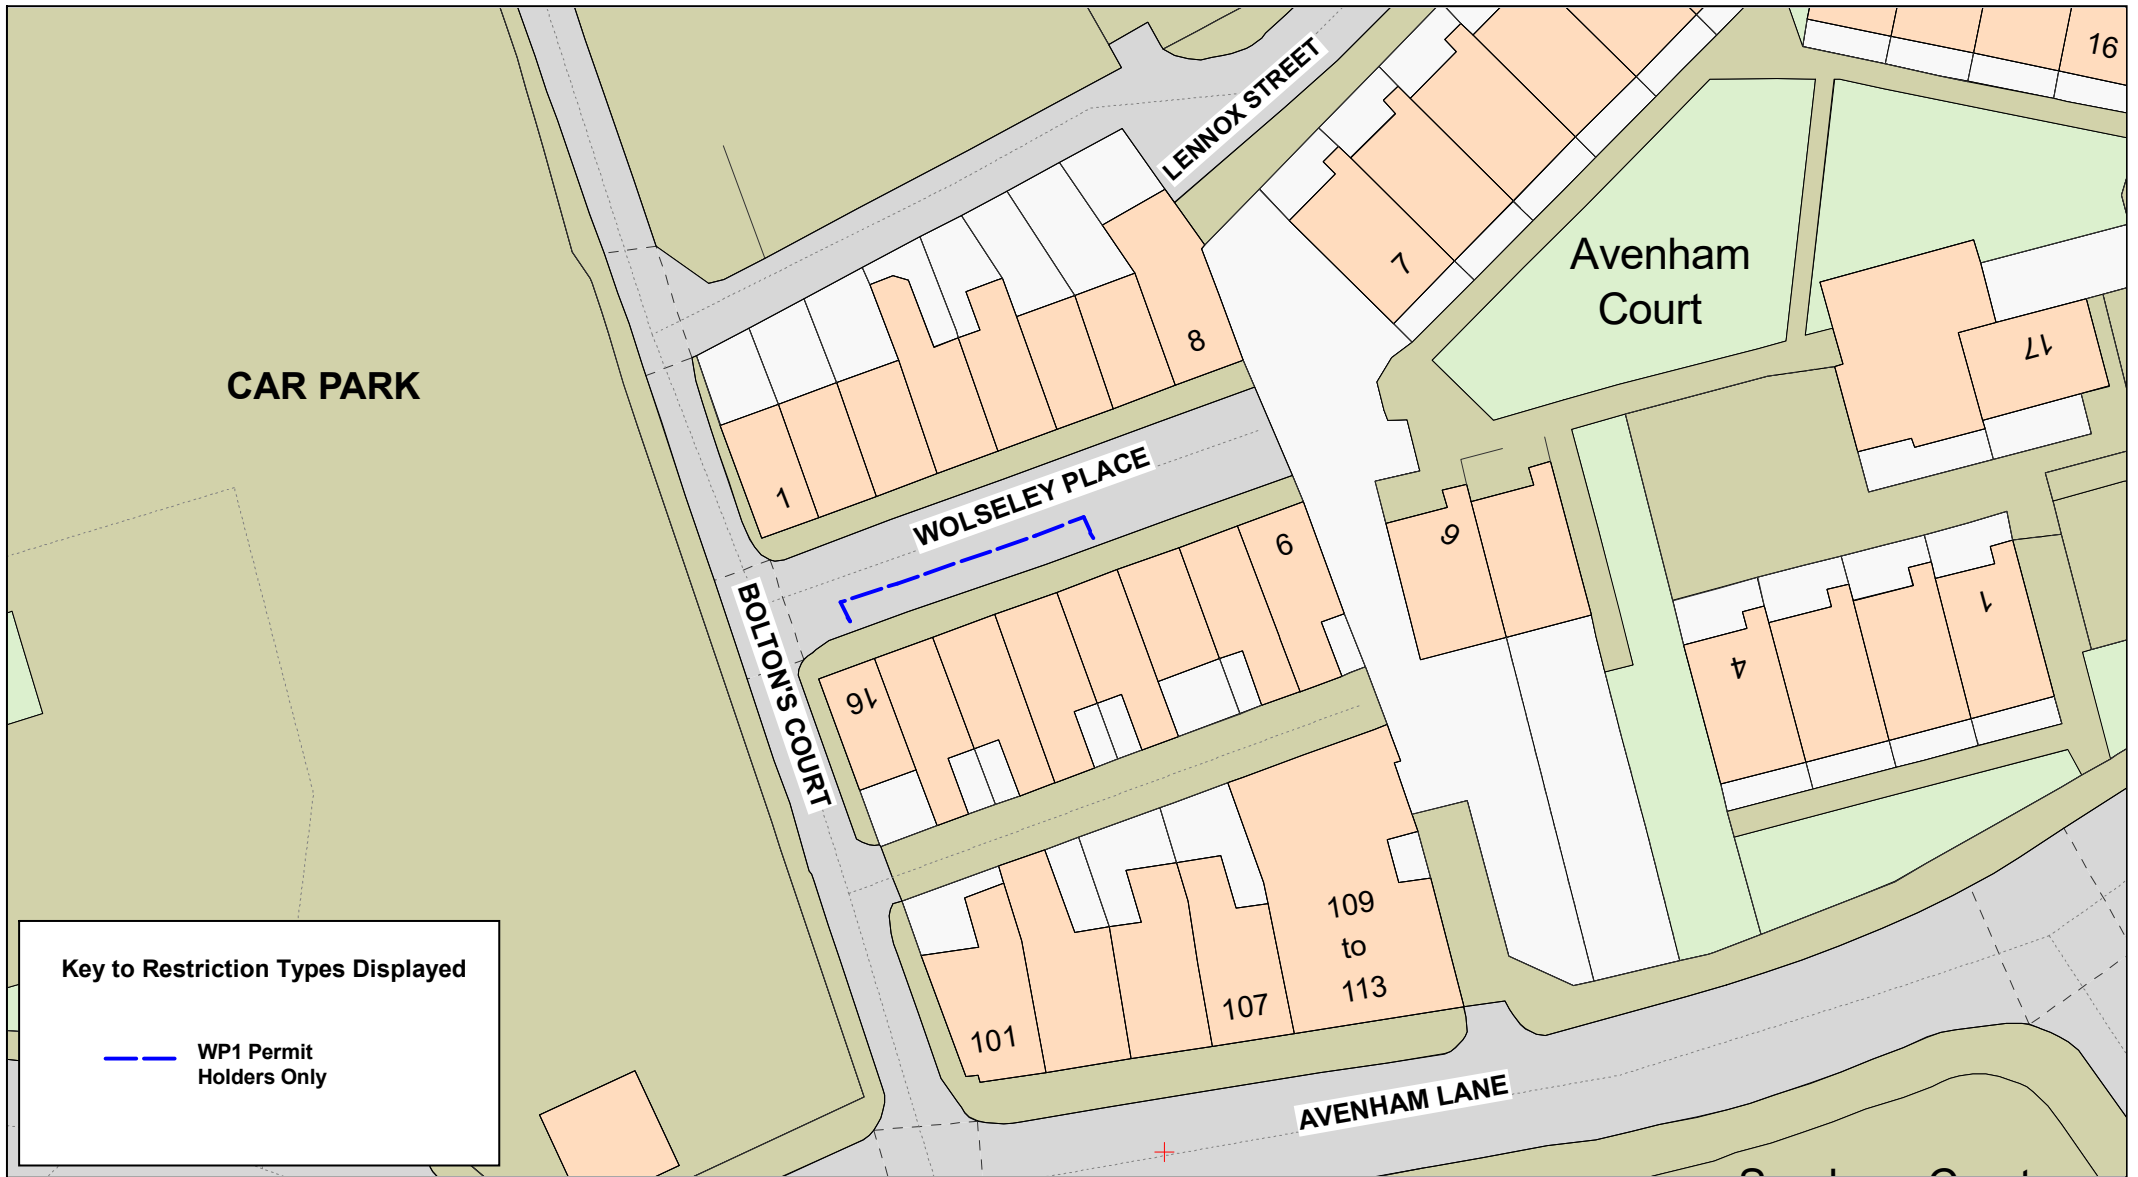 16
LENNOX STREET
Avenham
Court
7
17
8
CAR PARK
1
WOLSELEY PLACE
9
9
BOLTON'S COURT
1
4
16
109
to
113
107
101
AVENHAM LANE
Key to Restriction Types Displayed
WP1 Permit
Holders Only